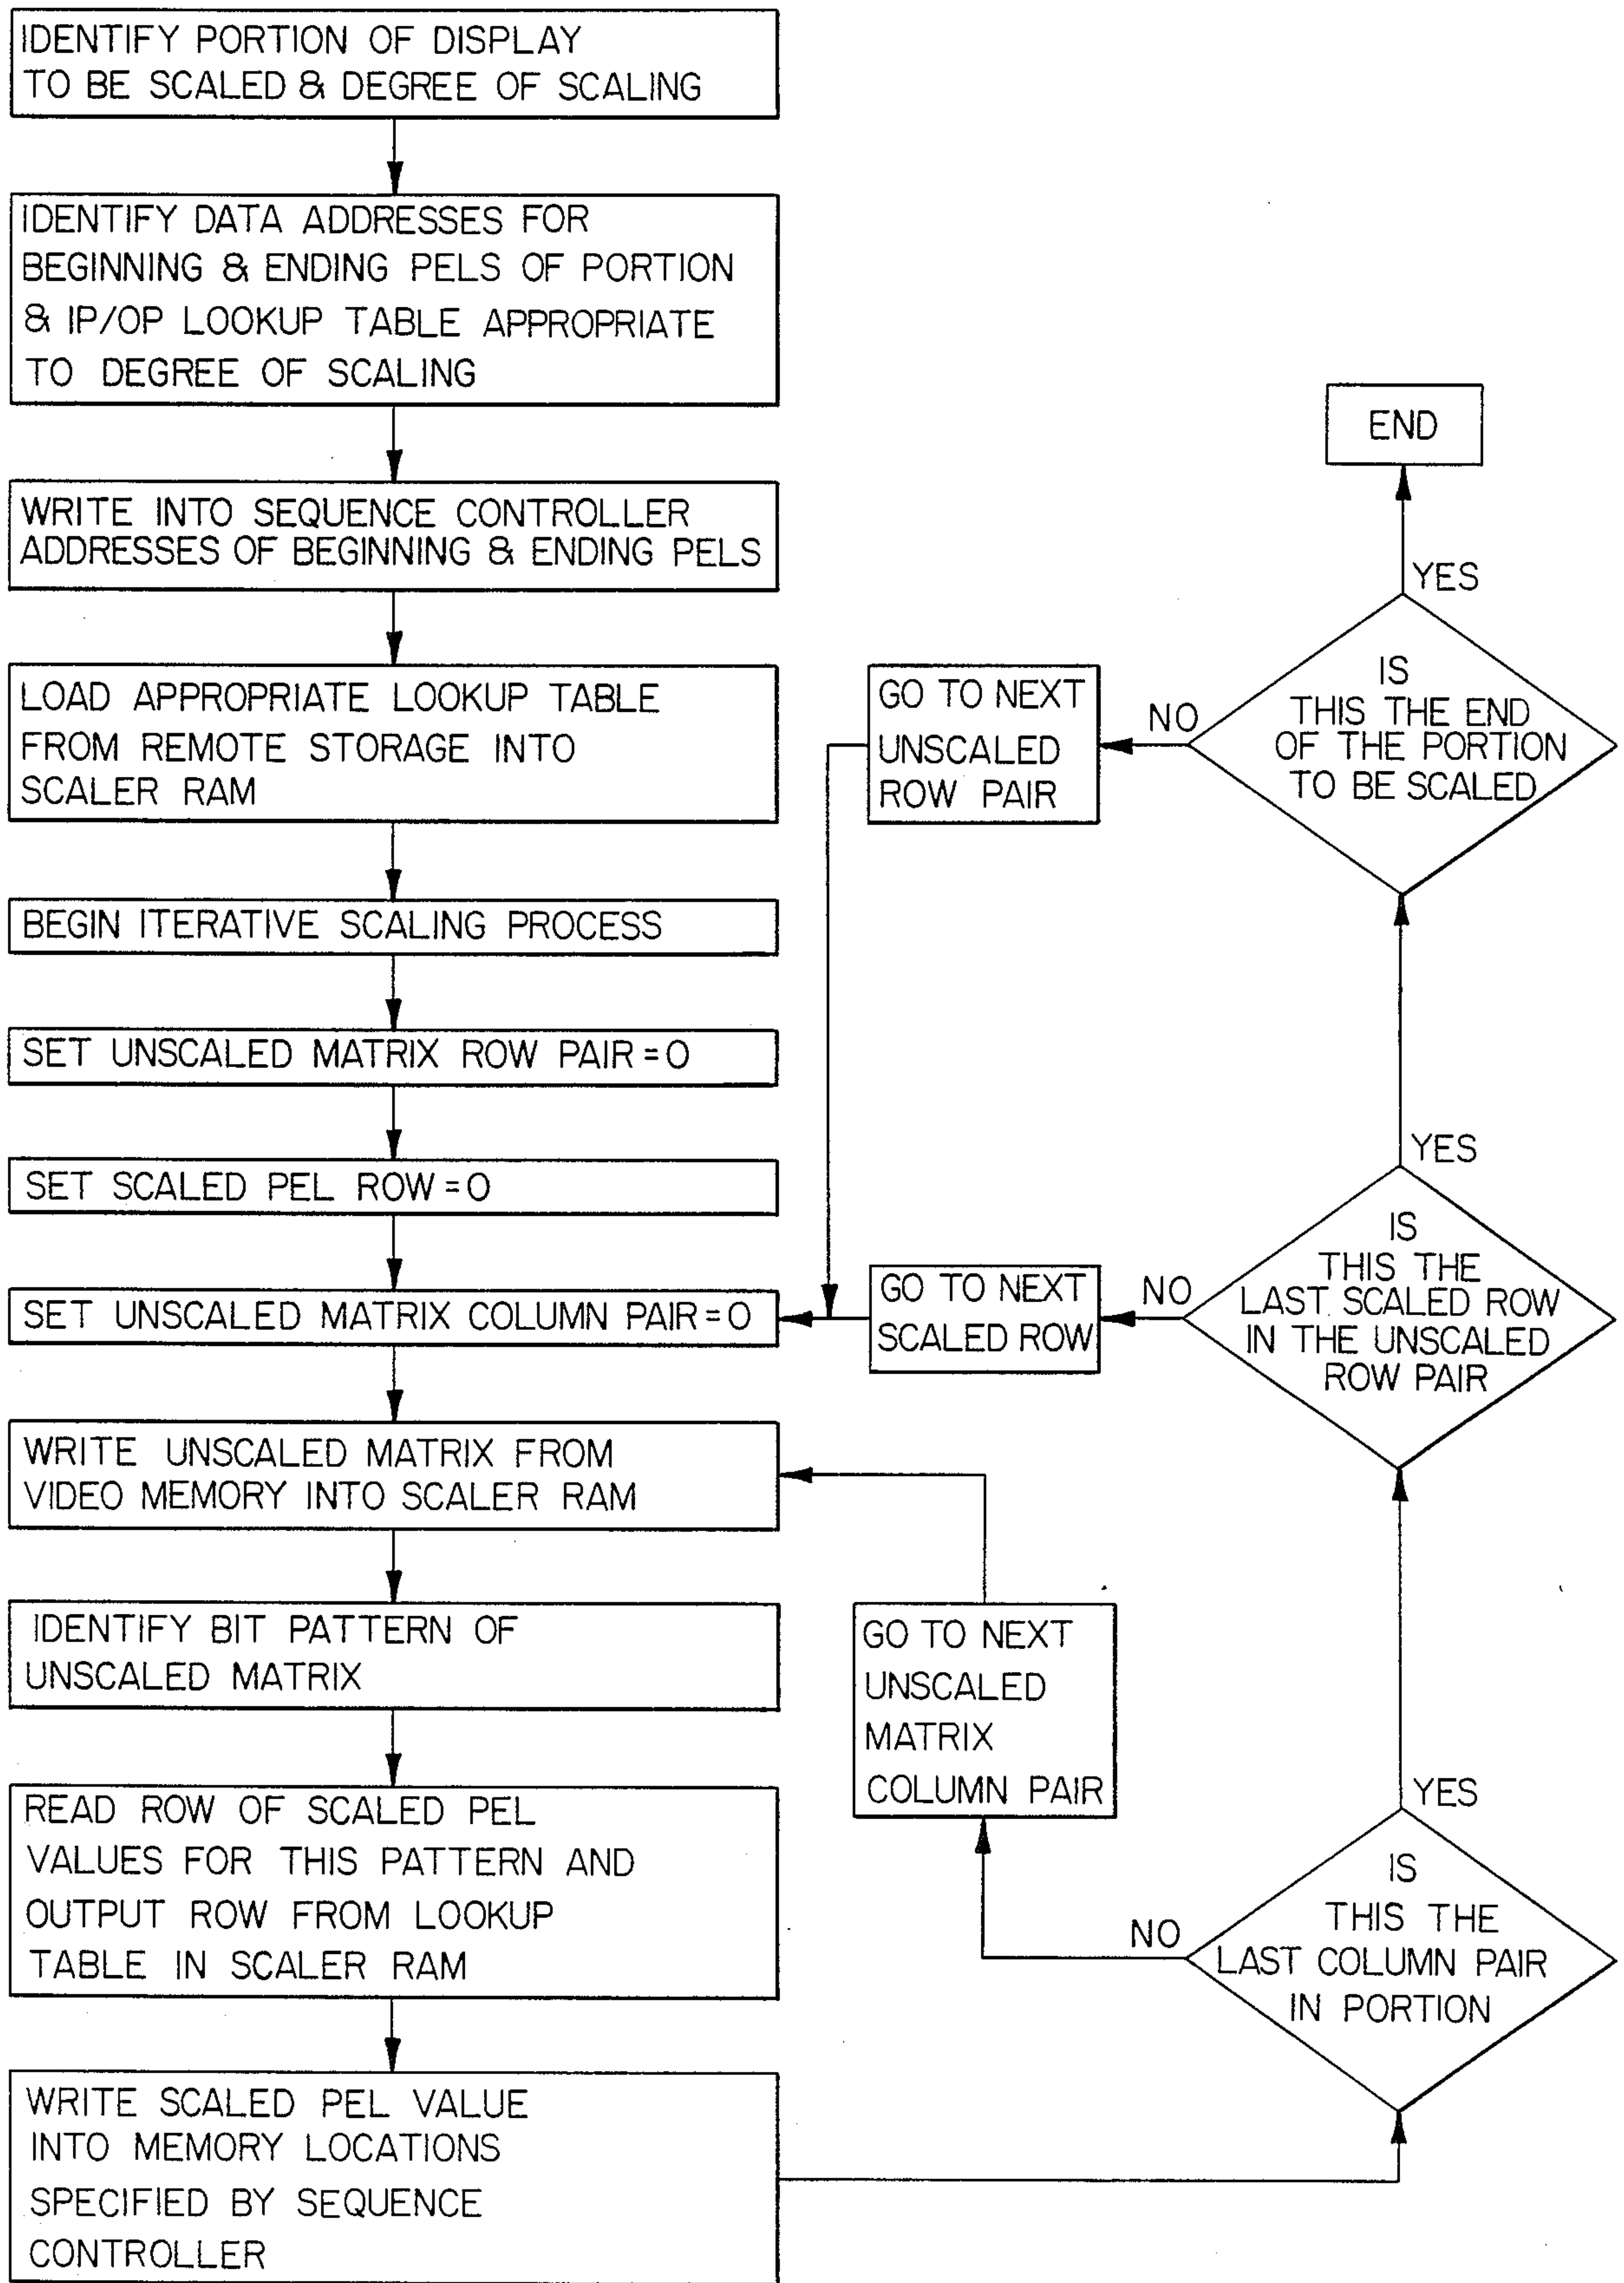 IDENTIFY PORTION OF DISPLAY
TO BE SCALED & DEGREE OF SCALING
IDENTIFY DATA ADDRESSES FOR
BEGINNING & ENDING PELS OF PORTION
& IP/OP LOOKUP TABLE APPROPRIATE
TO DEGREE OF SCALING
WRITE INTO SEQUENCE CONTROLLER
ADDRESSES OF BEGINNING & ENDING PELS
LOAD APPROPRIATE LOOKUP TABLE
FROM REMOTE STORAGE INTO
SCALER RAM
BEGIN ITERATIVE SCALING PROCESS
SET UNSCALED MATRIX ROW PAIR=0
SET SCALED PEL ROW=0
SET UNSCALED MATRIX COLUMN PAIR=0
WRITE UNSCALED MATRIX FROM
VIDEO MEMORY INTO SCALER RAM
IDENTIFY BIT PATTERN OF
UNSCALED MATRIX
READ ROW OF SCALED PEL
VALUES FOR THIS PATTERN AND
OUTPUT ROW FROM LOOKUP
TABLE IN SCALER RAM
WRITE SCALED PEL VALUE
INTO MEMORY LOCATIONS
SPECIFIED BY SEQUENCE
CONTROLLER
END
YES
IS
THIS THE END
OF THE PORTION
TO BE SCALED
NO
GO TO NEXT
UNSCALED
ROW PAIR
YES
IS
THIS THE
LAST SCALED ROW
IN THE UNSCALED
ROW PAIR
NO
GO TO NEXT
SCALED ROW
GO TO NEXT
UNSCALED
MATRIX
COLUMN PAIR
YES
IS
THIS THE
LAST COLUMN PAIR
IN PORTION
NO